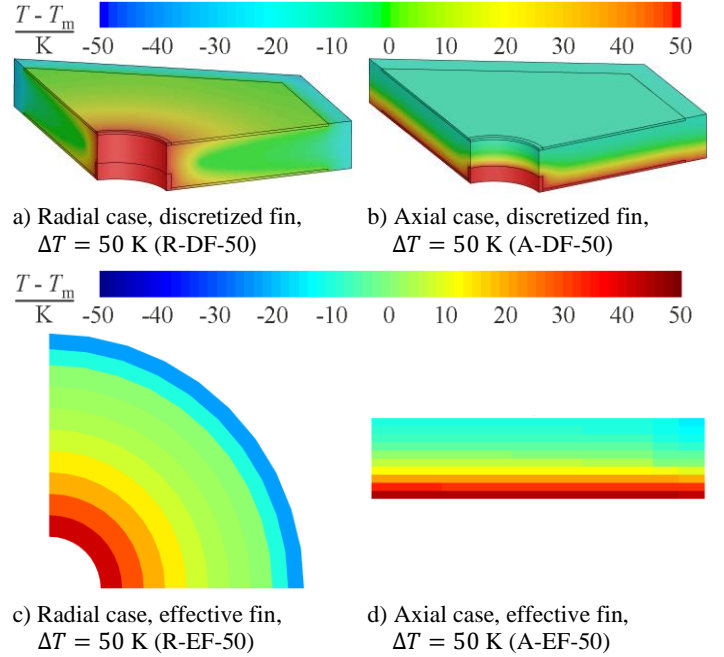 T - Tm
K
-50 -40 -30 -20 -10 0 10 20 30 40 50
a) Radial case, discretized fin,
ΔT = 50 K (R-DF-50)
b) Axial case, discretized fin,
ΔT = 50 K (A-DF-50)
T - Tm
K
-50 -40 -30 -20 -10 0 10 20 30 40 50
c) Radial case, effective fin,
ΔT = 50 K (R-EF-50)
d) Axial case, effective fin,
ΔT = 50 K (A-EF-50)